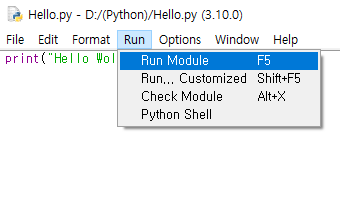 Hello.py - D:/(Python)/Hello.py (3.10.0)
File Edit Format Run Options Window Help
print("Hello Wol
Run Module F5
Run... Customized Shift+F5
Check Module Alt+X
Python Shell